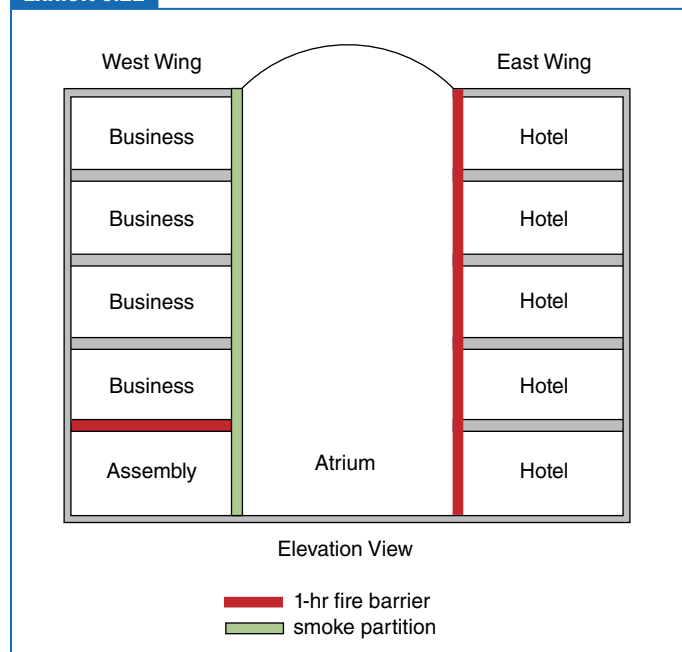 West Wing East Wing
Business Hotel
Business Hotel
Business Hotel
Business Hotel
Assembly Atrium Hotel
Elevation View
1-hr fire barrier
smoke partition